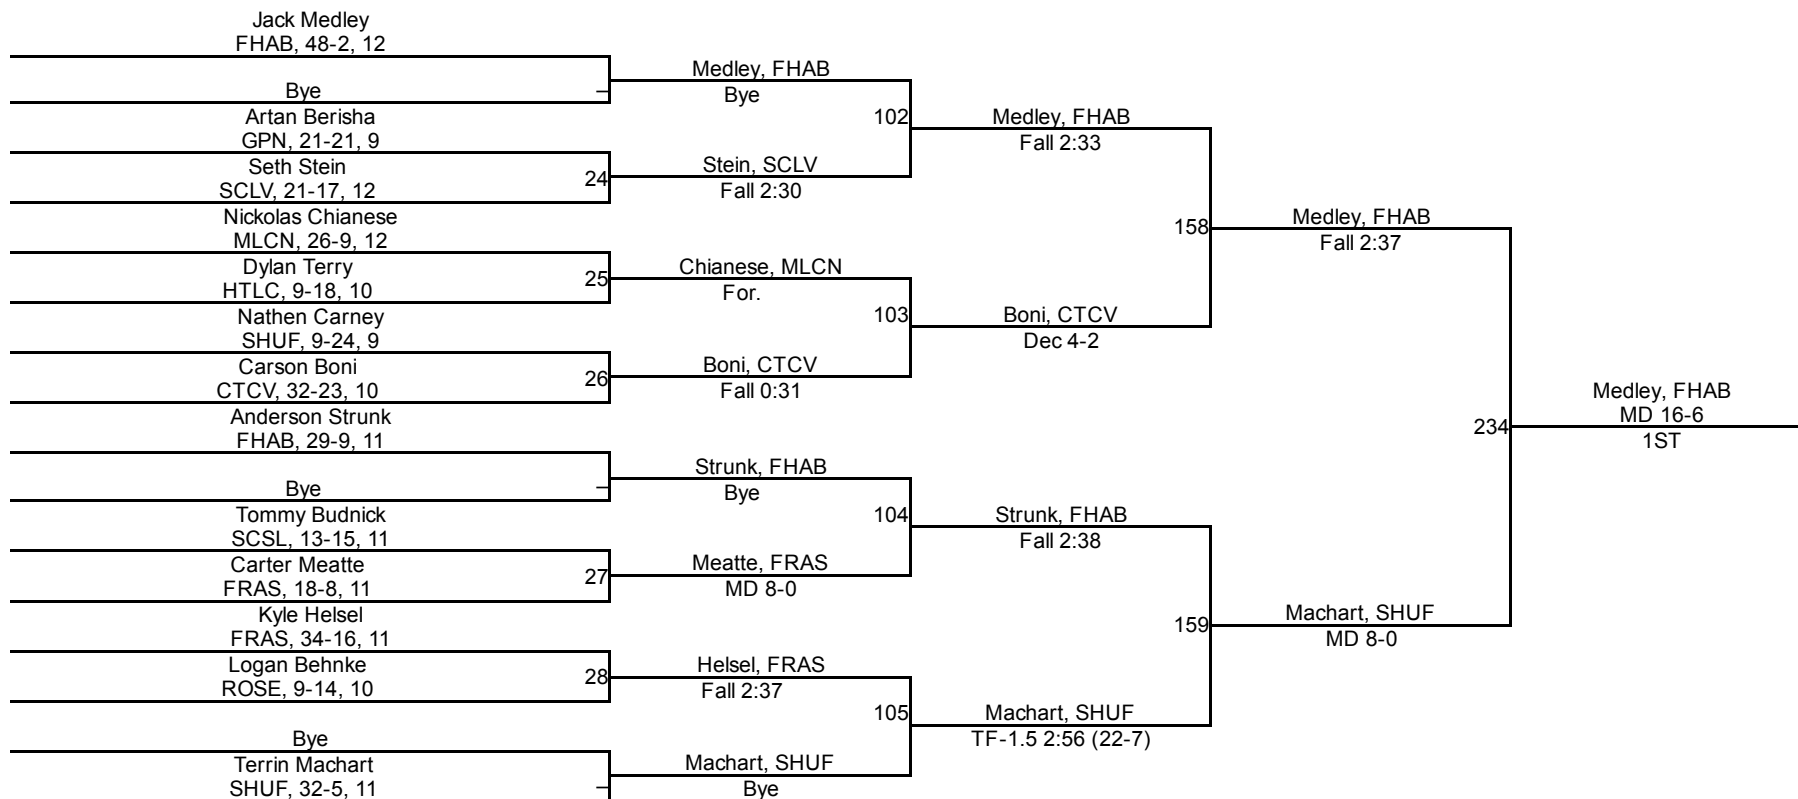 Jack Medley
FHAB, 48-2, 12
Bye
Artan Berisha
GPN, 21-21, 9
Seth Stein
SCLV, 21-17, 12
Nickolas Chianese
MLCN, 26-9, 12
Dylan Terry
HTLC, 9-18, 10
Nathen Carney
SHUF, 9-24, 9
Carson Boni
CTCV, 32-23, 10
Anderson Strunk
FHAB, 29-9, 11
Bye
Tommy Budnick
SCSL, 13-15, 11
Carter Meatte
FRAS, 18-8, 11
Kyle Helsel
FRAS, 34-16, 11
Logan Behnke
ROSE, 9-14, 10
Bye
Terrin Machart
SHUF, 32-5, 11
–
24
25
26
–
27
28
–
Medley, FHAB
Bye
Stein, SCLV
Fall 2:30
Chianese, MLCN
For.
Boni, CTCV
Fall 0:31
Strunk, FHAB
Bye
Meatte, FRAS
MD 8-0
Helsel, FRAS
Fall 2:37
Machart, SHUF
Bye
102
103
104
105
Medley, FHAB
Fall 2:33
Boni, CTCV
Dec 4-2
Strunk, FHAB
Fall 2:38
Machart, SHUF
TF-1.5 2:56 (22-7)
158
159
Medley, FHAB
Fall 2:37
Machart, SHUF
MD 8-0
234
Medley, FHAB
MD 16-6
1ST